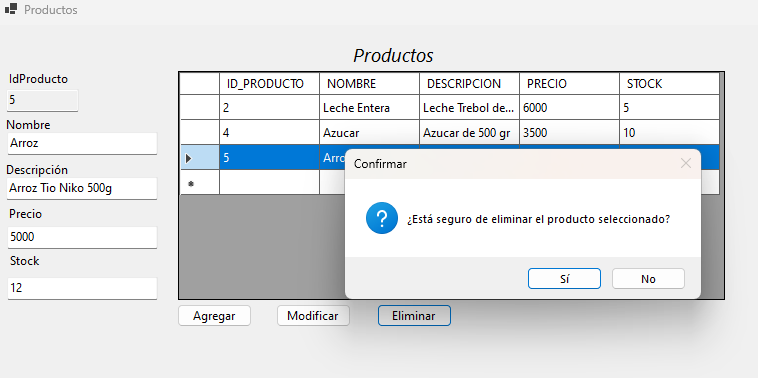 Productos
Productos
IdProducto
5
Nombre
Arroz
Descripción
Arroz Tio Niko 500g
Precio
5000
Stock
12
ID_PRODUCTO NOMBRE DESCRIPCION PRECIO STOCK
2 Leche Entera Leche Trebol de... 6000 5
4 Azucar Azucar de 500 gr 3500 10
5
Confirmar
¿Está seguro de eliminar el producto seleccionado?
Sí No
Agregar Modificar Eliminar